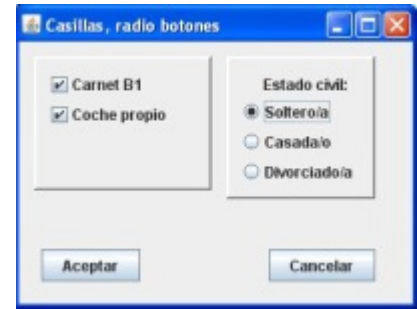 Casillas, radio botones
Carnet B1
Coche propio
Estado civil:
Soltero/a
Casada/o
Divorciado/a
Aceptar
Cancelar